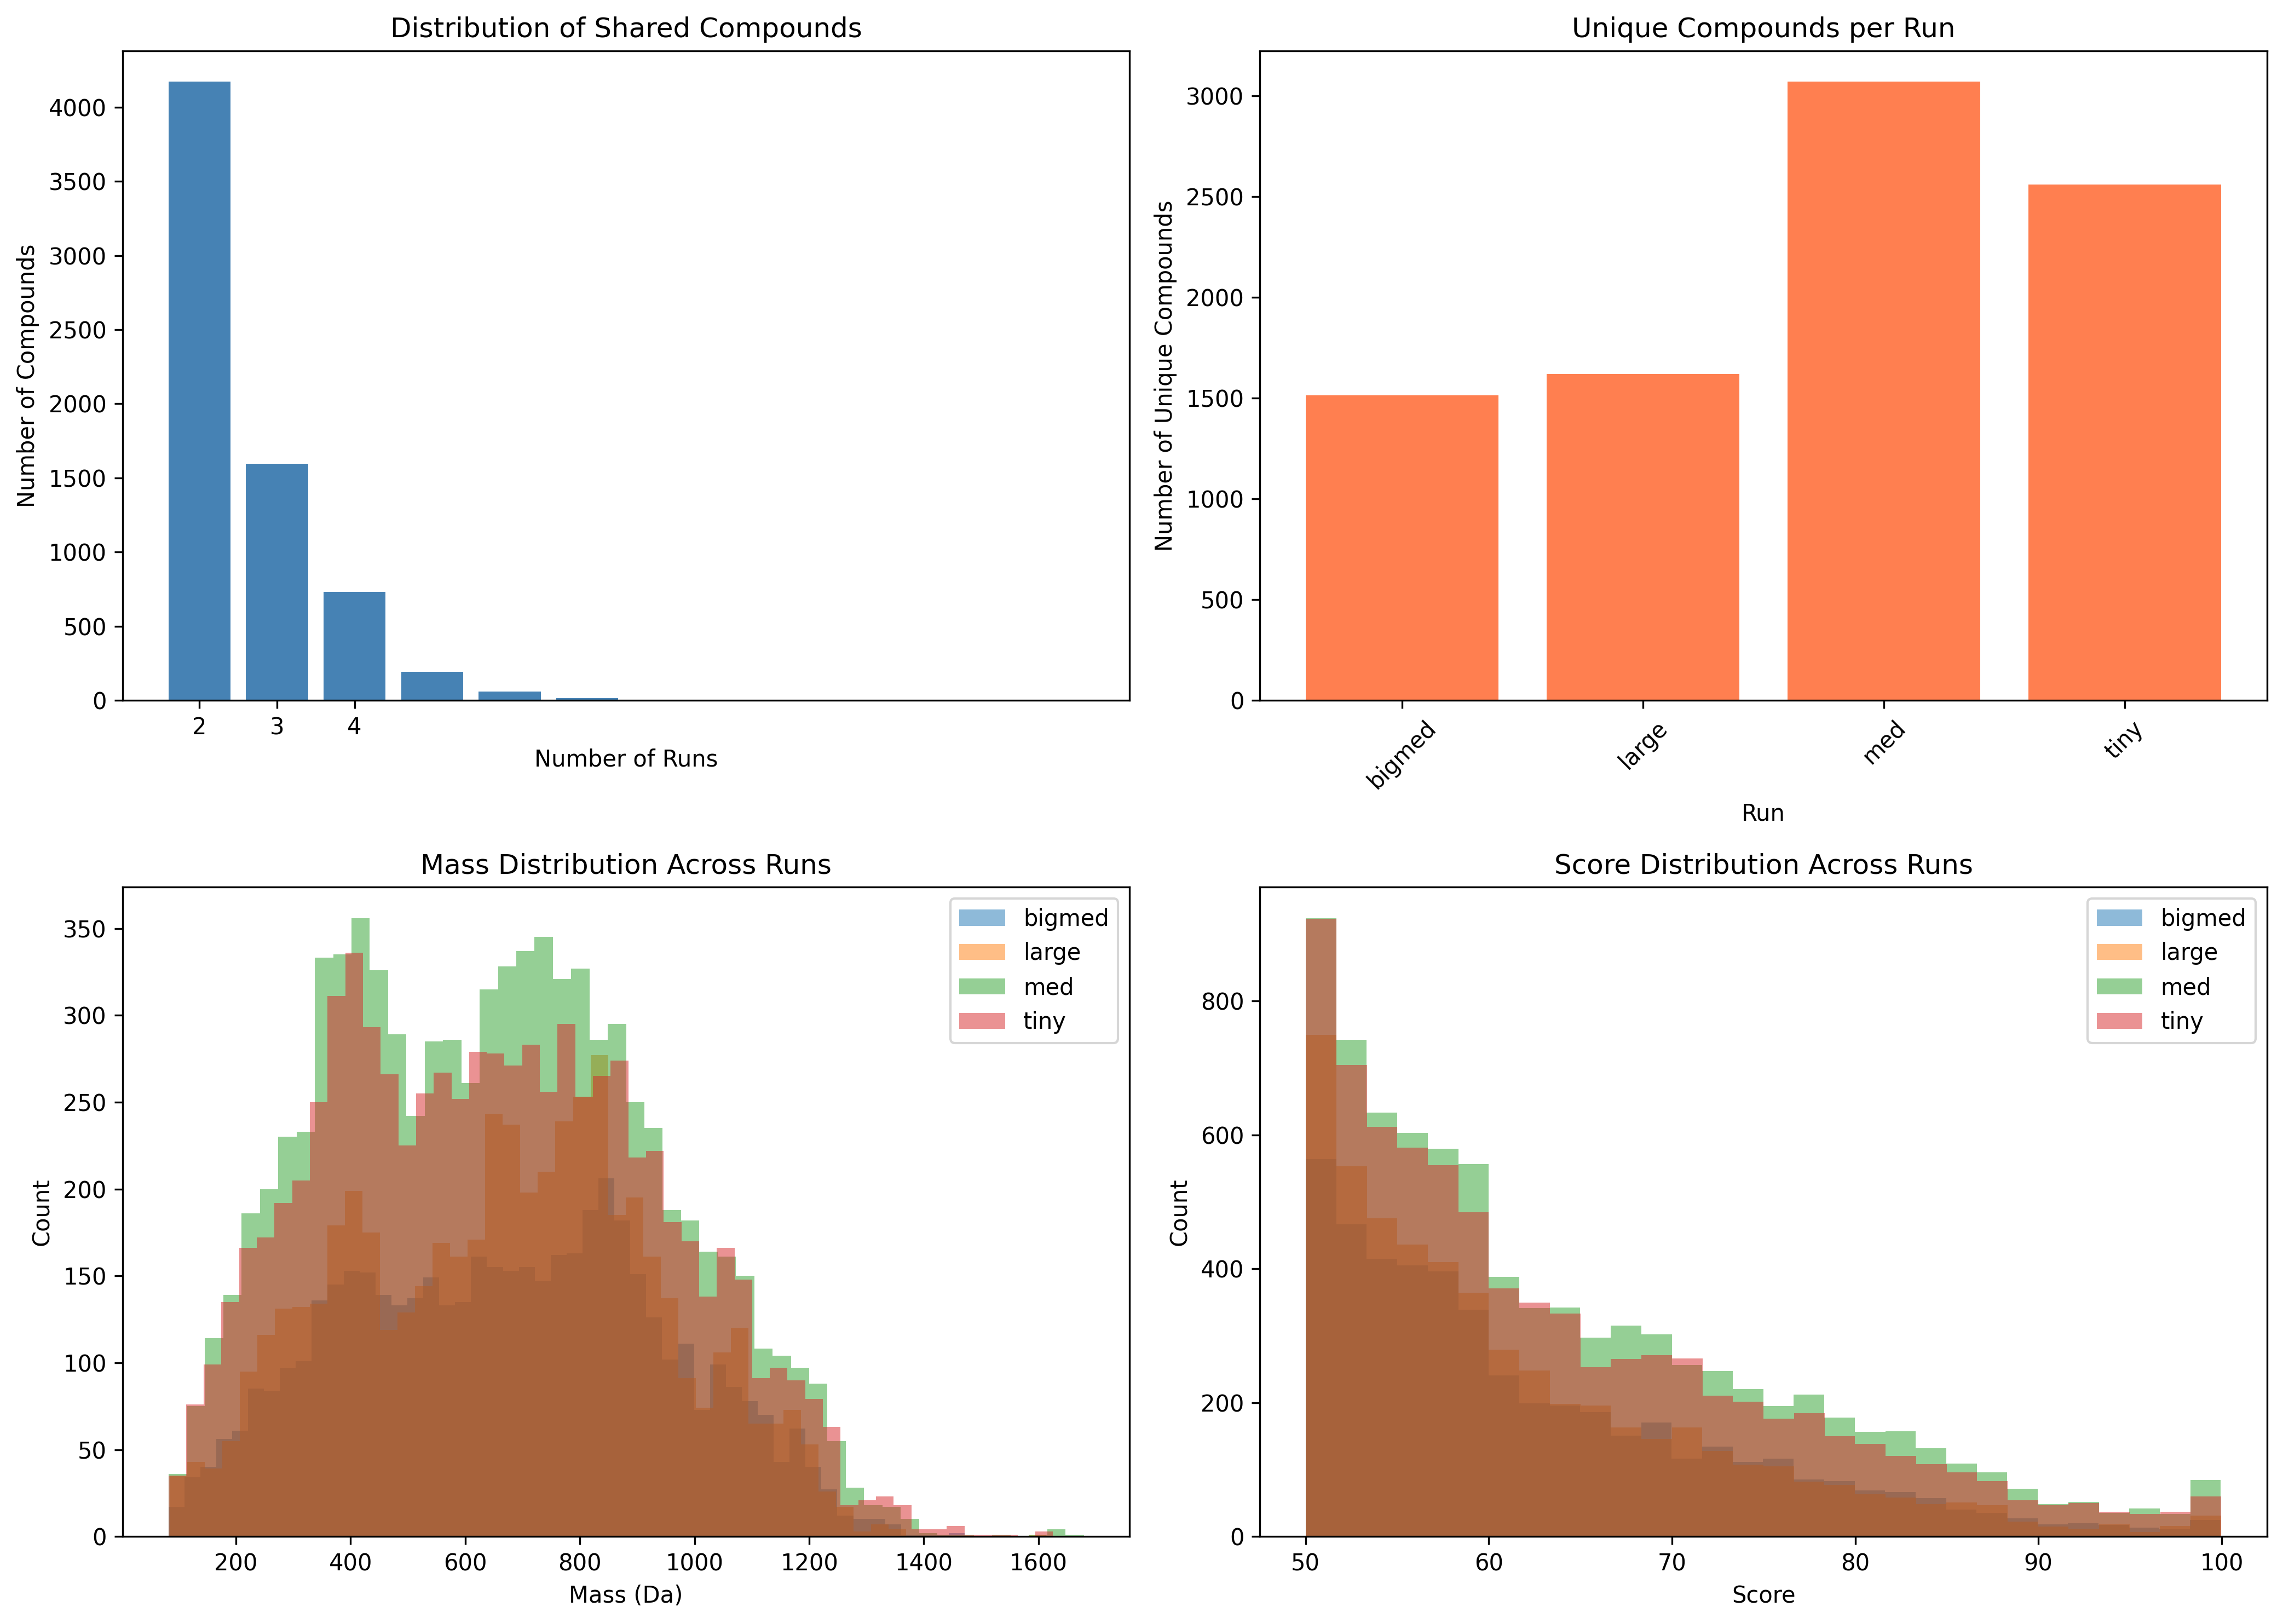 Distribution of Shared Compounds
Number of Compounds
4000
3500
3000
2500
2000
1500
1000
500
0
2 3 4
Number of Runs
Unique Compounds per Run
Number of Unique Compounds
3000
2500
2000
1500
1000
500
0
bigmed large med tiny
Run
Mass Distribution Across Runs
Count
350
300
250
200
150
100
50
0
200 400 600 800 1000 1200 1400 1600
Mass (Da)
bigmed
large
med
tiny
Score Distribution Across Runs
Count
800
600
400
200
0
50 60 70 80 90 100
Score
bigmed
large
med
tiny